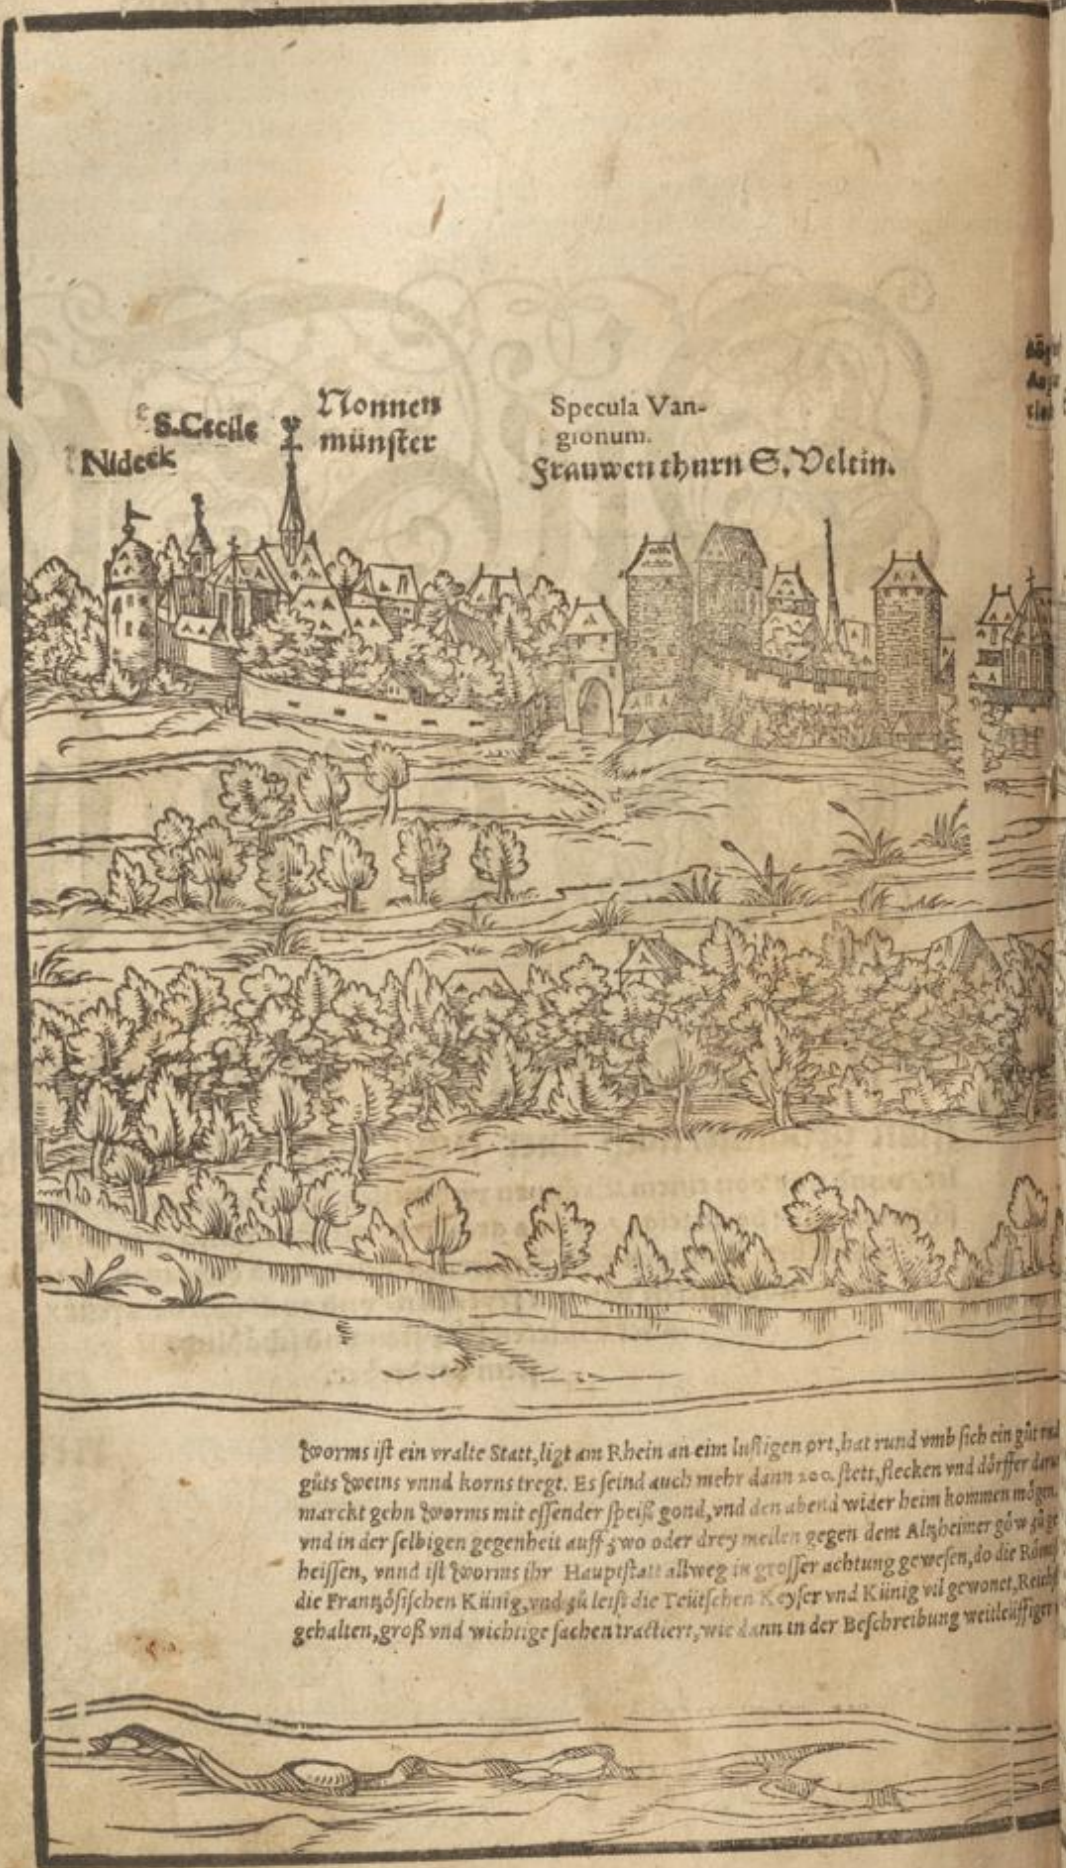 S. Cecile
Nideck
Nonnen
münster
Specula Van-
gionum.
Frauwen thurn S. Veltin.
Worms ist ein vralte Statt, ligt am Rhein an eim lustigen ort, hat rund vmb sich ein gůt
gůts Weins vnnd korns tregt. Es seind auch mehr dann 200. stett, flecken vnd dörffer
marckt gehn Worms mit essender speiß gond, vnd den abend wider heim kommen mögen.
vnd in der selbigen gegenheit auff zwo oder drey meilen gegen dem Altzheimer göw
heissen, vnnd ist Worms ihr Hauptstatt allweg in grosser achtung gewesen, do die
die Frantzösischen Künig, vnd zů letst die Teütschen Keyser vnd Künig vil gewonet,
gehalten, groß vnd wichtige sachen tractiert, wie dann in der Beschreibung weitleüffiger